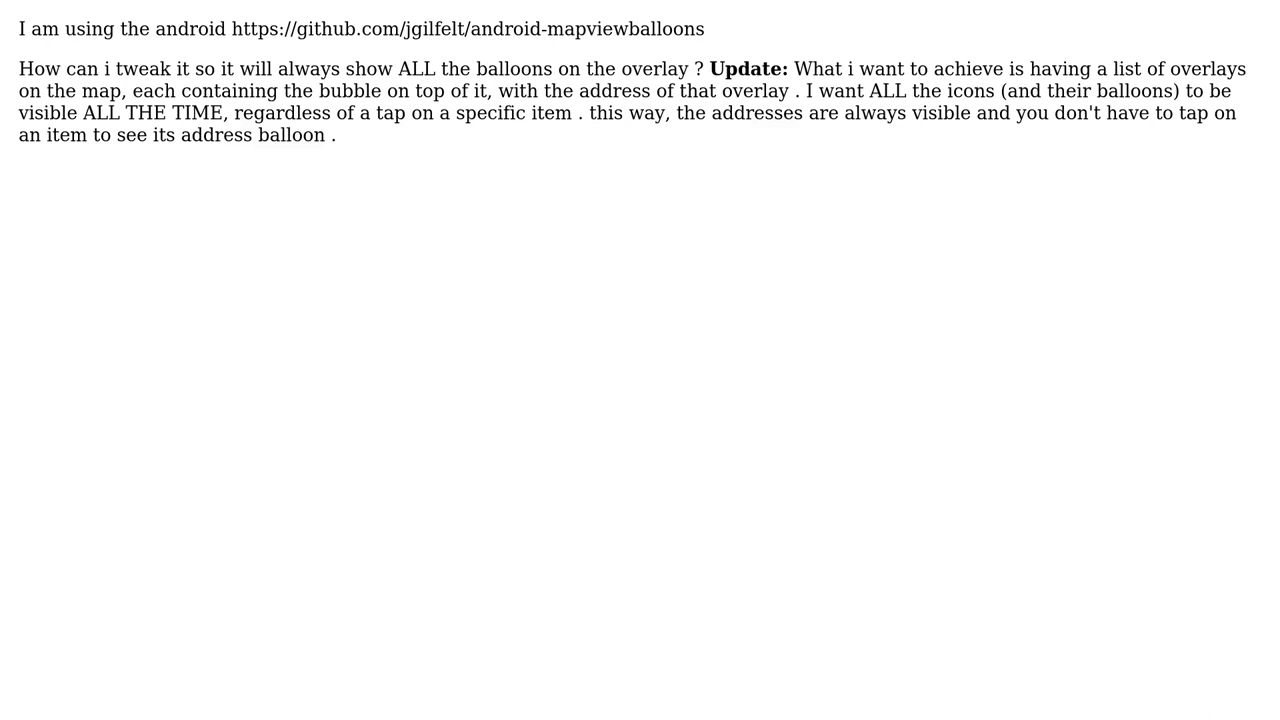 I am using the android https://github.com/jgilfelt/android-mapviewballoons
How can i tweak it so it will always show ALL the balloons on the overlay ? Update: What i want to achieve is having a list of overlays
on the map, each containing the bubble on top of it, with the address of that overlay . I want ALL the icons (and their balloons) to be
visible ALL THE TIME, regardless of a tap on a specific item . this way, the addresses are always visible and you don't have to tap on
an item to see its address balloon .